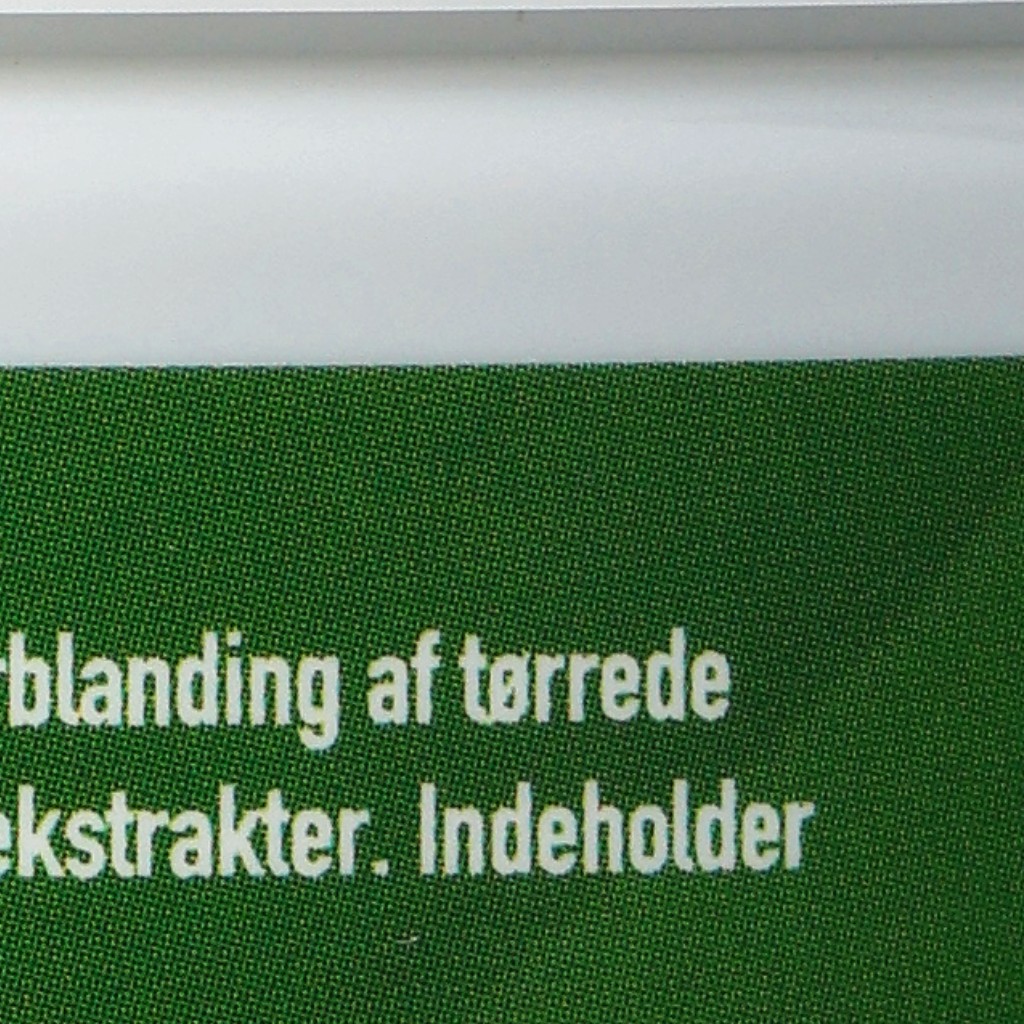 rblanding af tørrede
ekstrakter. Indeholder